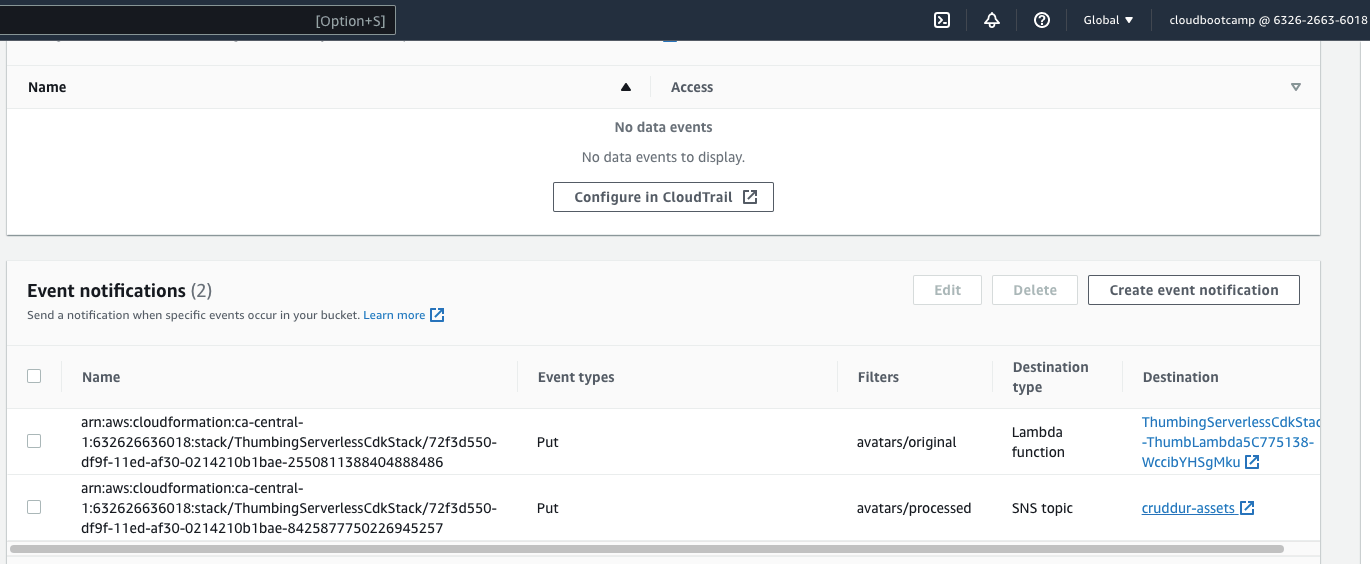 [Option+S]
Global ▼
cloudbootcamp @ 6326-2663-6018
Name
Access
No data events
No data events to display.
Configure in CloudTrail
Event notifications (2)
Edit
Delete
Create event notification
Send a notification when specific events occur in your bucket. Learn more
Name
Event types
Filters
Destination
type
Destination
arn:aws:cloudformation:ca-central-
1:632626636018:stack/ThumbingServerlessCdkStack/72f3d550-
df9f-11ed-af30-0214210b1bae-2550811388404888486
Put
avatars/original
Lambda
function
ThumbingServerlessCdkStac
-ThumbLambda5C775138-
WccibYHSgMku
arn:aws:cloudformation:ca-central-
1:632626636018:stack/ThumbingServerlessCdkStack/72f3d550-
df9f-11ed-af30-0214210b1bae-8425877750226945257
Put
avatars/processed
SNS topic
cruddur-assets